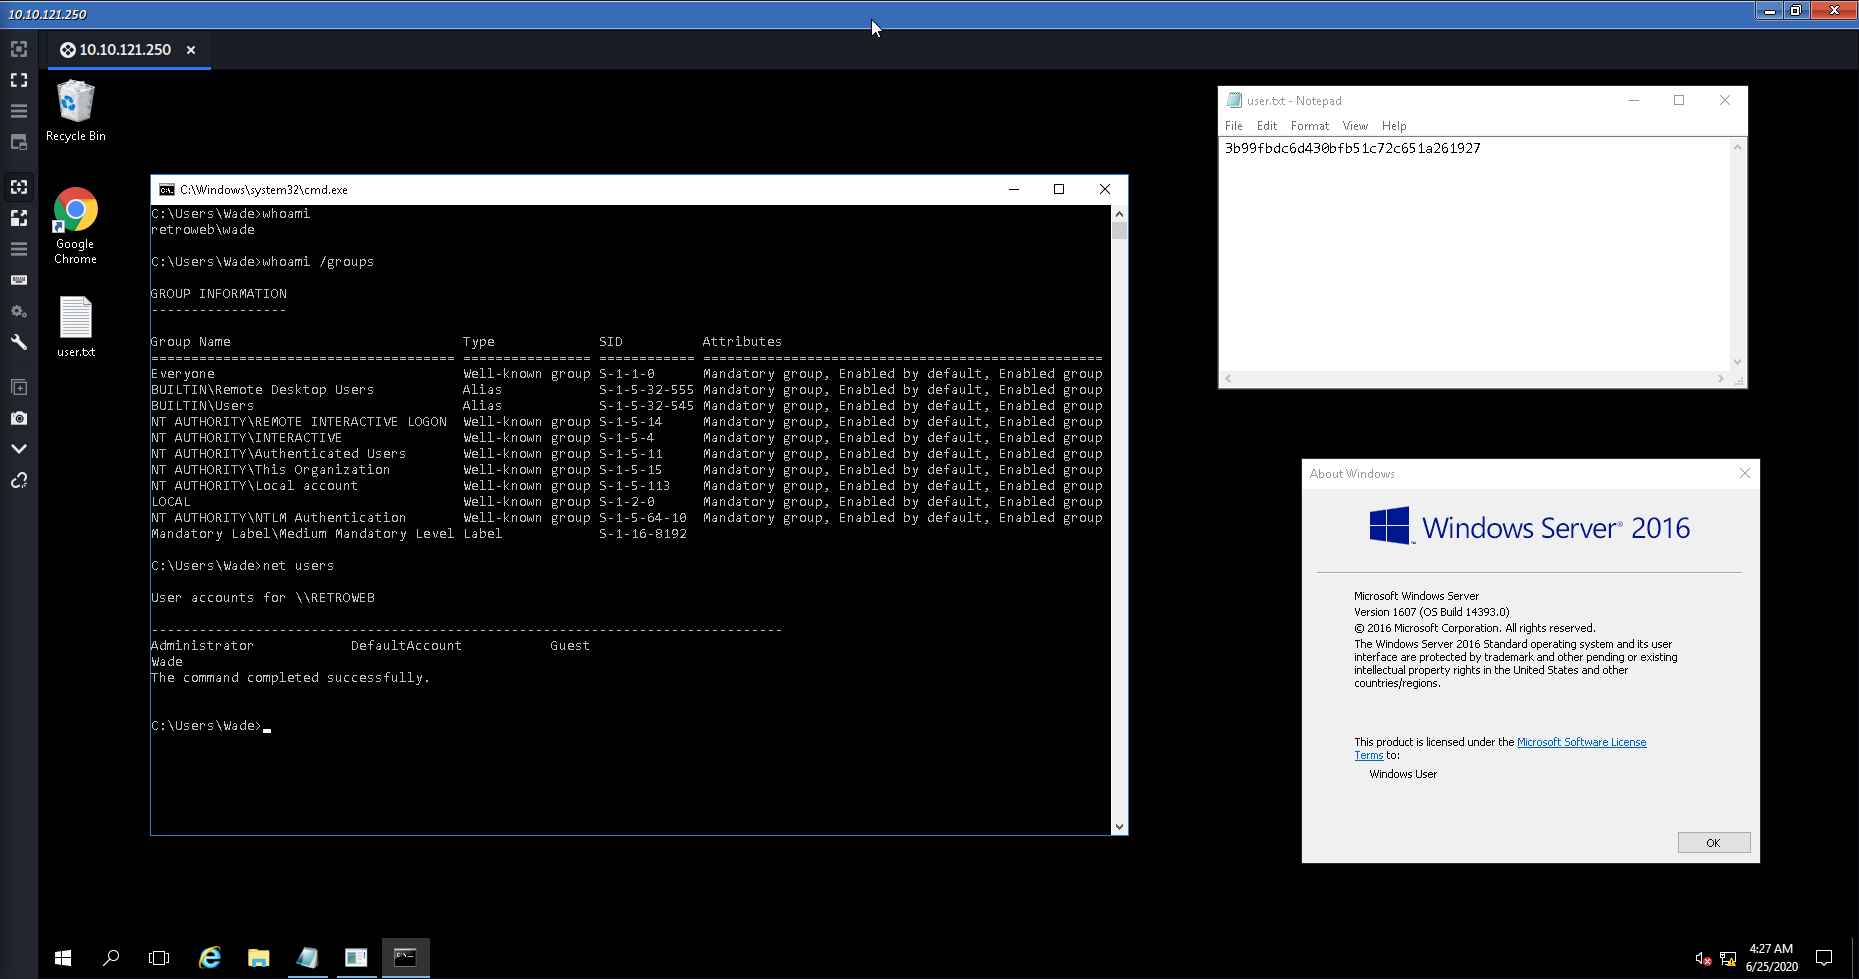 10.10.121.250
10.10.121.250
Recycle Bin
Google
Chrome
user.txt
C:\Windows\system32\cmd.exe
C:\Users\Wade>whoami
retroweb\wade
C:\Users\Wade>whoami /groups
GROUP INFORMATION
-----------------
Group Name Type SID Attributes
====================================== ================ ============ ==================================================
Everyone Well-known group S-1-1-0 Mandatory group, Enabled by default, Enabled group
BUILTIN\Remote Desktop Users Alias S-1-5-32-555 Mandatory group, Enabled by default, Enabled group
BUILTIN\Users Alias S-1-5-32-545 Mandatory group, Enabled by default, Enabled group
NT AUTHORITY\REMOTE INTERACTIVE LOGON Well-known group S-1-5-14 Mandatory group, Enabled by default, Enabled group
NT AUTHORITY\INTERACTIVE Well-known group S-1-5-4 Mandatory group, Enabled by default, Enabled group
NT AUTHORITY\Authenticated Users Well-known group S-1-5-11 Mandatory group, Enabled by default, Enabled group
NT AUTHORITY\This Organization Well-known group S-1-5-15 Mandatory group, Enabled by default, Enabled group
NT AUTHORITY\Local account Well-known group S-1-5-113 Mandatory group, Enabled by default, Enabled group
LOCAL Well-known group S-1-2-0 Mandatory group, Enabled by default, Enabled group
NT AUTHORITY\NTLM Authentication Well-known group S-1-5-64-10 Mandatory group, Enabled by default, Enabled group
Mandatory Label\Medium Mandatory Level Label S-1-16-8192
C:\Users\Wade>net users
User accounts for \\RETROWEB
-------------------------------------------------------------------------------
Administrator DefaultAccount Guest
Wade
The command completed successfully.
C:\Users\Wade>
user.txt - Notepad
File Edit Format View Help
3b99fbdc6d430bfb51c72c651a261927
About Windows
Windows Server® 2016
Microsoft Windows Server
Version 1607 (OS Build 14393.0)
© 2016 Microsoft Corporation. All rights reserved.
The Windows Server 2016 Standard operating system and its user
interface are protected by trademark and other pending or existing
intellectual property rights in the United States and other
countries/regions.
This product is licensed under the Microsoft Software License
Terms to:
Windows User
OK
4:27 AM
6/25/2020